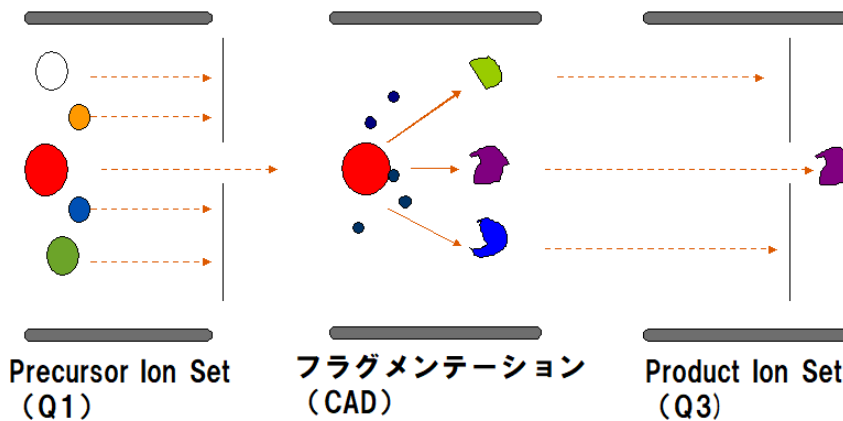 Precursor Ion Set
（Q1）
フラグメンテーション
（CAD）
Product Ion Set
（Q3）